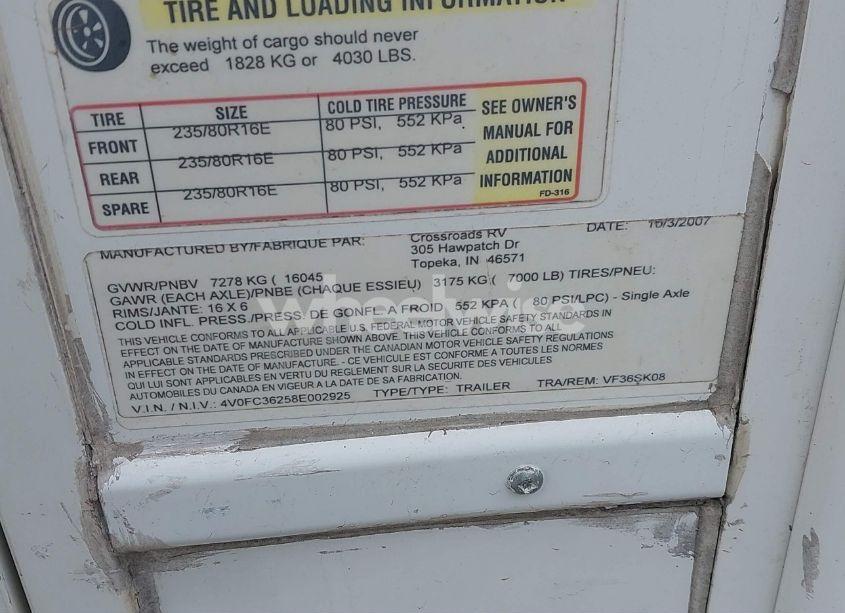 TIRE AND LOADING INFORMATION
The weight of cargo should never
exceed 1828 KG or 4030 LBS.
TIRE SIZE COLD TIRE PRESSURE
FRONT 235/80R16E 80 PSI, 552 KPa
REAR 235/80R16E 80 PSI, 552 KPa
SPARE 235/80R16E 80 PSI, 552 KPa
SEE OWNER'S
MANUAL FOR
ADDITIONAL
INFORMATION
FD-316
MANUFACTURED BY/FABRIQUE PAR: Crossroads RV DATE: 10/3/2007
305 Hawpatch Dr
Topeka, IN 46571
GVWR/PNBV 7278 KG ( 16045
GAWR (EACH AXLE)/PNBE (CHAQUE ESSIEU) 3175 KG ( 7000 LB) TIRES/PNEU:
RIMS/JANTE: 16 X 6
COLD INFL. PRESS./PRESS. DE GONFL. A FROID 552 KPA ( 80 PSI/LPC) - Single Axle
THIS VEHICLE CONFORMS TO ALL APPLICABLE U.S. FEDERAL MOTOR VEHICLE SAFETY STANDARDS IN
EFFECT ON THE DATE OF MANUFACTURE SHOWN ABOVE. THIS VEHICLE CONFORMS TO ALL
APPLICABLE STANDARDS PRESCRIBED UNDER THE CANADIAN MOTOR VEHICLE SAFETY REGULATIONS
IN EFFECT ON THE DATE OF MANUFACTURE. - CE VEHICULE EST CONFORME A TOUTES LES NORMES
QUI LUI SONT APPLICABLES EN VERTU DU REGLEMENT SUR LA SECURITE DES VEHICULES
AUTOMOBILES DU CANADA EN VIGEUR A LA DATE DE SA FABRICATION.
V.I.N. / N.I.V.: 4V0FC36258E002925 TYPE/TYPE: TRAILER TRA/REM: VF36SK08
wheelwise